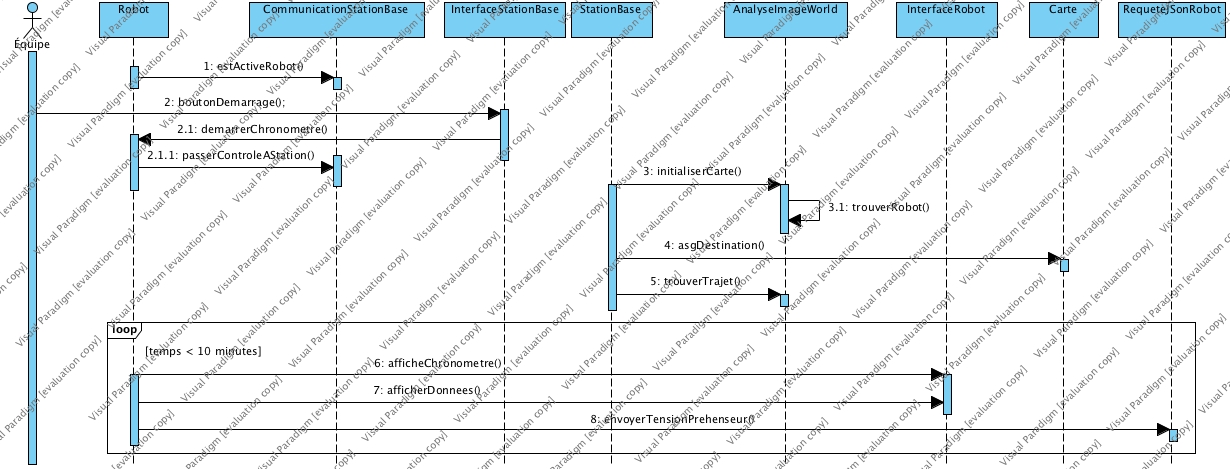 Robot
CommunicationStationBase
InterfaceStationBase
StationBase
AnalyseImageWorld
InterfaceRobot
Carte
RequeteJSonRobot
Équipe
1: estActiveRobot()
2: boutonDemarrage();
2.1: demarrerChronometre()
2.1.1: passerControleAStation()
3: initialiserCarte()
3.1: trouverRobot()
4: asgDestination()
5: trouverTrajet()
loop
[temps < 10 minutes]
6: afficheChronometre()
7: afficherDonnees()
8: envoyerTensionPrehenseur()
Visual Paradigm [evaluation copy]